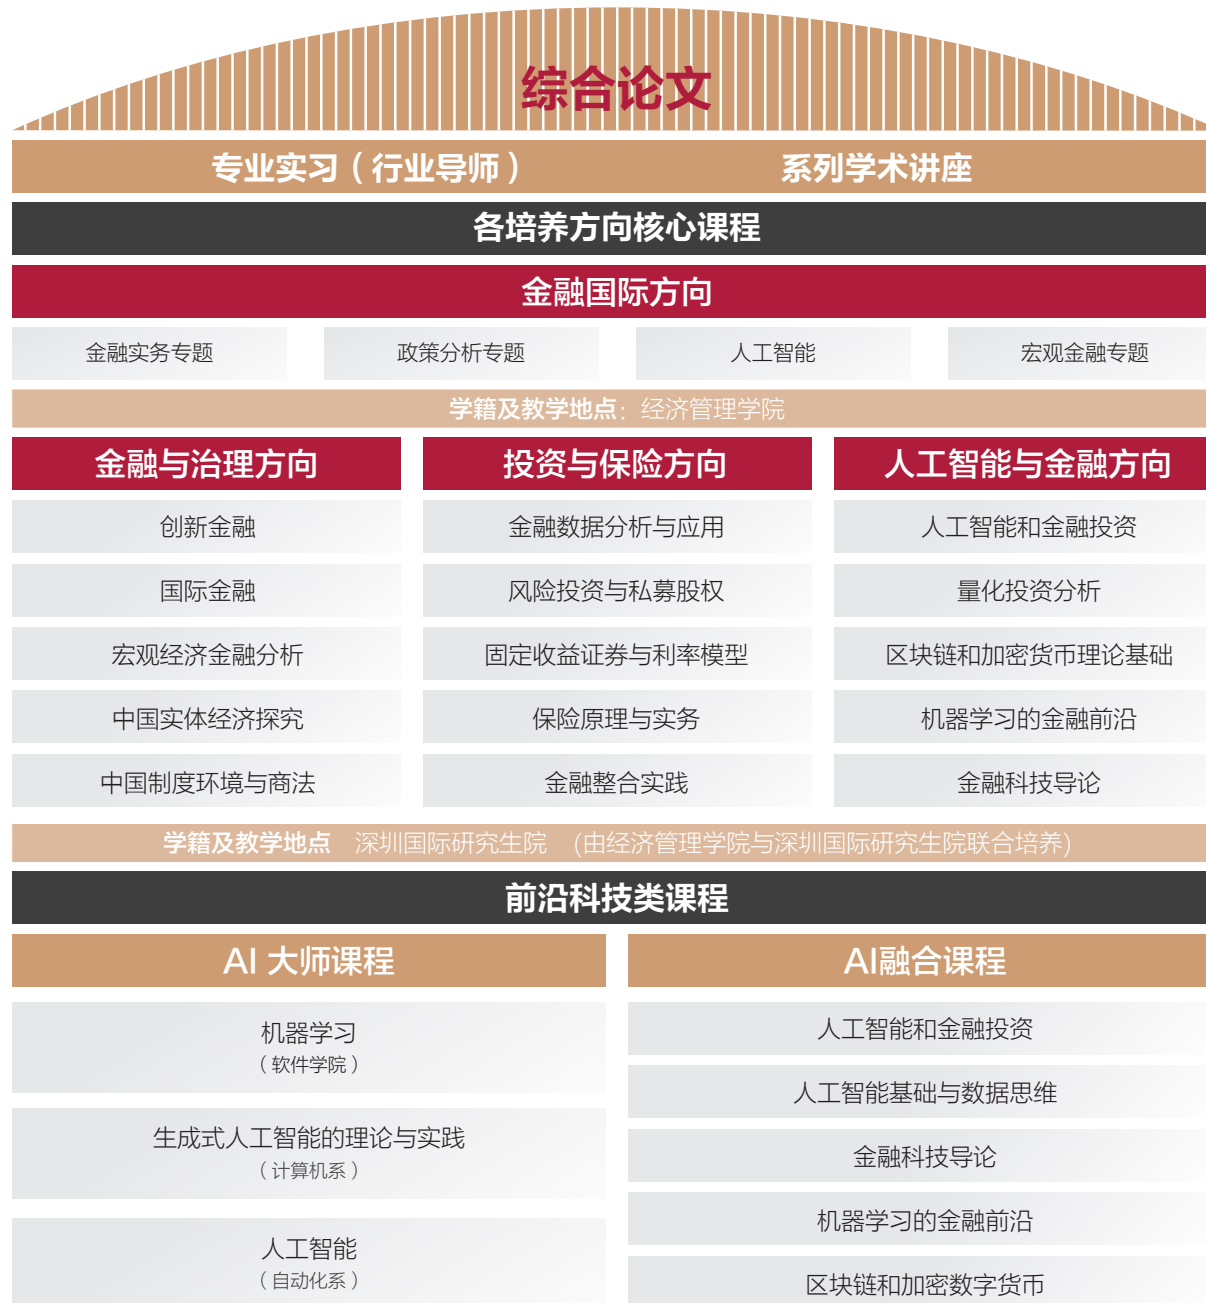 综合论文
专业实习（行业导师） 系列学术讲座
各培养方向核心课程
金融国际方向
金融实务专题 政策分析专题 人工智能 宏观金融专题
学籍及教学地点：经济管理学院
金融与治理方向 投资与保险方向 人工智能与金融方向
创新金融 金融数据分析与应用 人工智能和金融投资
国际金融 风险投资与私募股权 量化投资分析
宏观经济金融分析 固定收益证券与利率模型 区块链和加密货币理论基础
中国实体经济探究 保险原理与实务 机器学习的金融前沿
中国制度环境与商法 金融整合实践 金融科技导论
学籍及教学地点 深圳国际研究生院 (由经济管理学院与深圳国际研究生院联合培养)
前沿科技类课程
AI 大师课程
机器学习
（软件学院）
生成式人工智能的理论与实践
（计算机系）
人工智能
（自动化系）
AI融合课程
人工智能和金融投资
人工智能基础与数据思维
金融科技导论
机器学习的金融前沿
区块链和加密数字货币